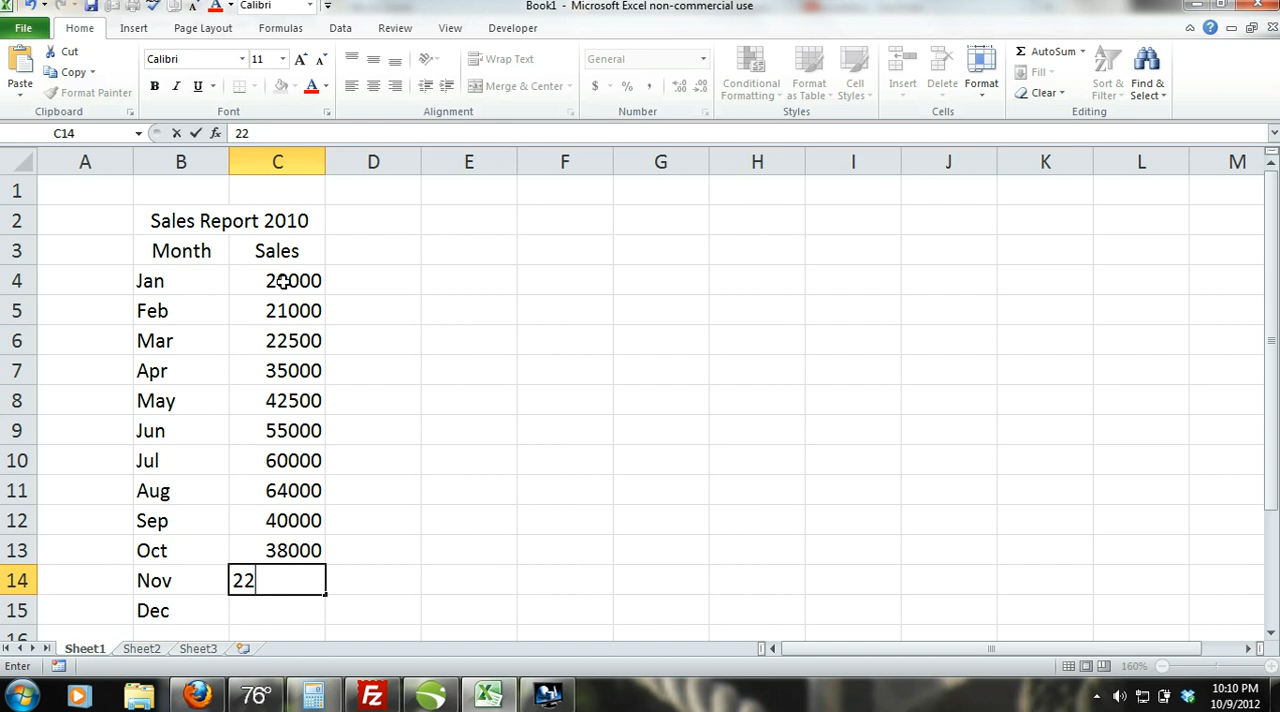 Calibri
Book1 - Microsoft Excel non-commercial use
File Home Insert Page Layout Formulas Data Review View Developer
Paste
Cut
Copy
Format Painter
Clipboard
Calibri 11
B I U
Font
Wrap Text
Merge & Center
Alignment
General
$ % ,
Number
Conditional Formatting
Format as Table
Cell Styles
Styles
Insert Delete Format
Cells
AutoSum
Fill
Clear
Sort & Filter
Find & Select
Editing
C14 fx 22
A B C D E F G H I J K L M
1
2 Sales Report 2010
3 Month Sales
4 Jan
5 Feb 21000
6 Mar 22500
7 Apr 35000
8 May 42500
9 Jun 55000
10 Jul 60000
11 Aug 64000
12 Sep 40000
13 Oct 38000
14 Nov 22
15 Dec
16
Sheet1 Sheet2 Sheet3
Enter 160%
76°
10:10 PM
10/9/2012